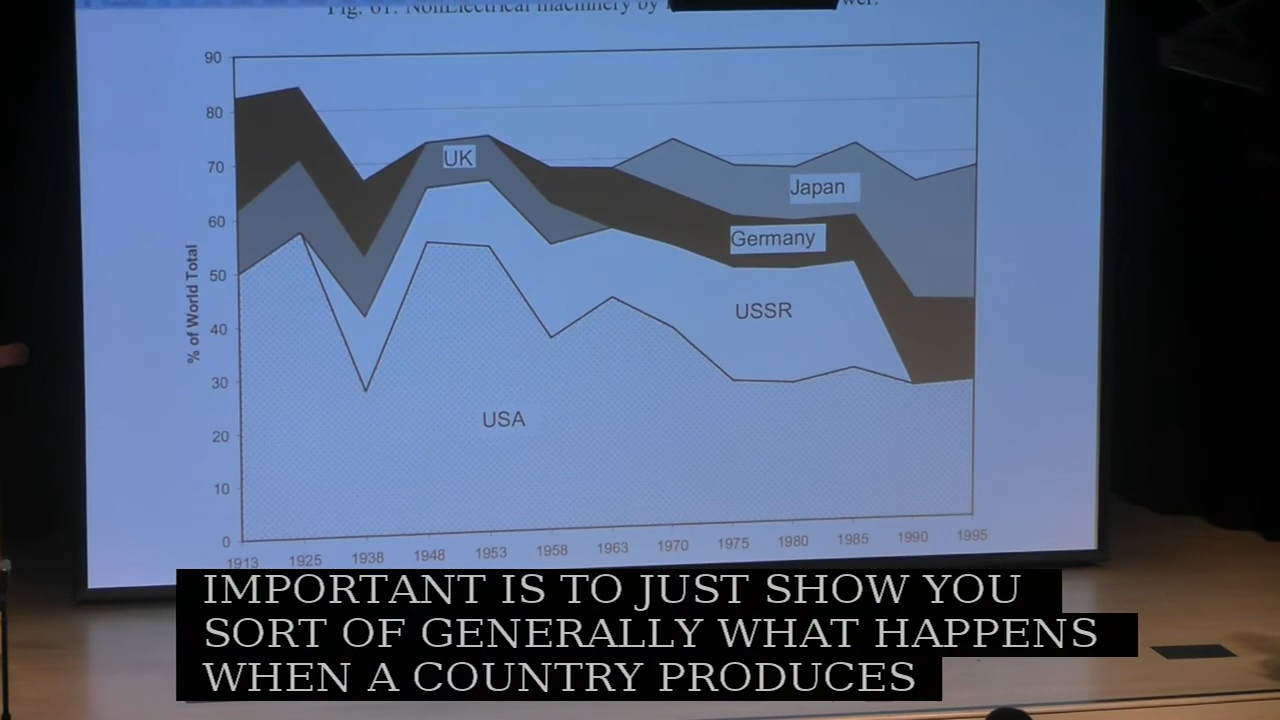 Fig. 61. NonElectrical machinery by
90
80
70
60
50
40
30
20
10
0
% of World Total
UK
Japan
Germany
USSR
USA
1913 1925 1938 1948 1953 1958 1963 1970 1975 1980 1985 1990 1995
IMPORTANT IS TO JUST SHOW YOU
SORT OF GENERALLY WHAT HAPPENS
WHEN A COUNTRY PRODUCES